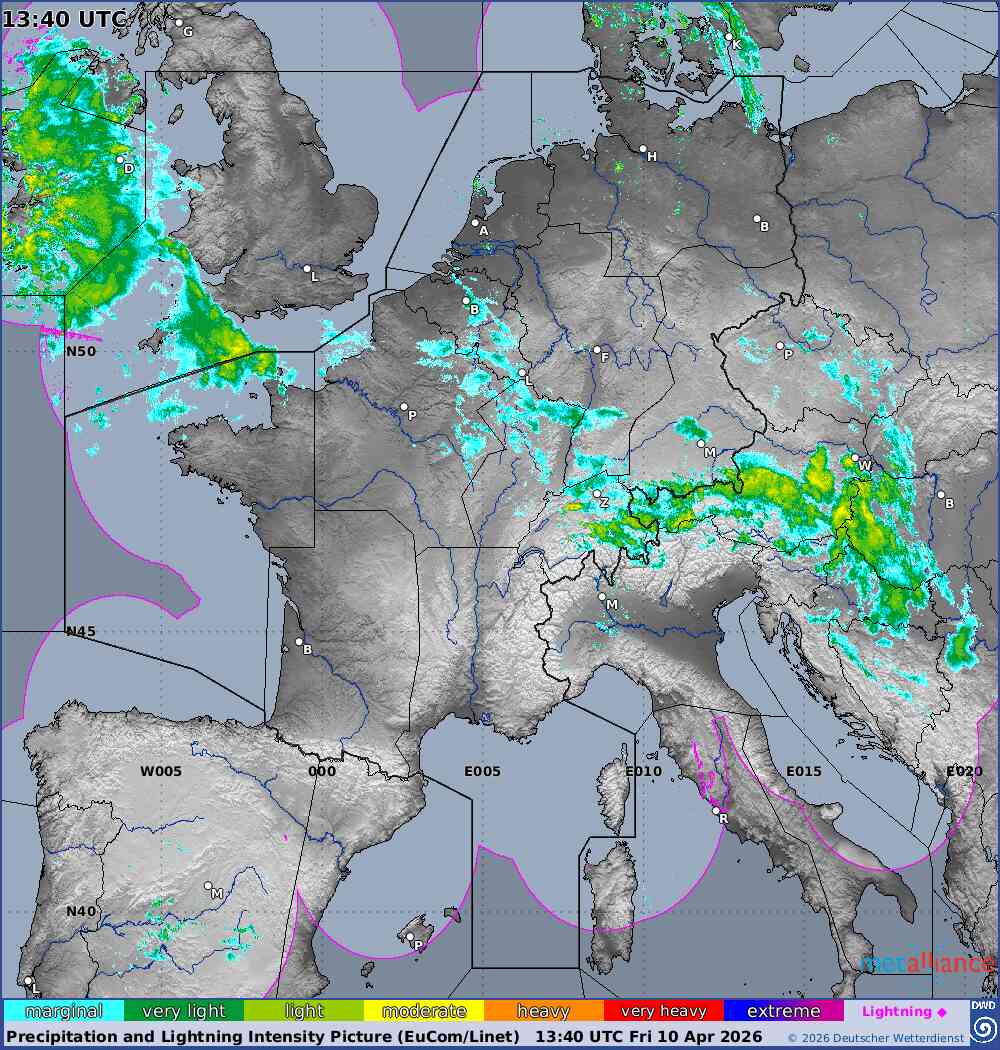 13:40 UTC
G
K
D
H
A
B
L
B
N50
P
F
L
P
M
W
B
Z
M
N45
B
W005
000
E005
E010
E015
E020
R
M
N40
P
L
metalliance
marginal
very light
light
moderate
heavy
very heavy
extreme
Lightning ◆
DWD
Precipitation and Lightning Intensity Picture (EuCom/Linet) 13:40 UTC Fri 10 Apr 2026
© 2026 Deutscher Wetterdienst